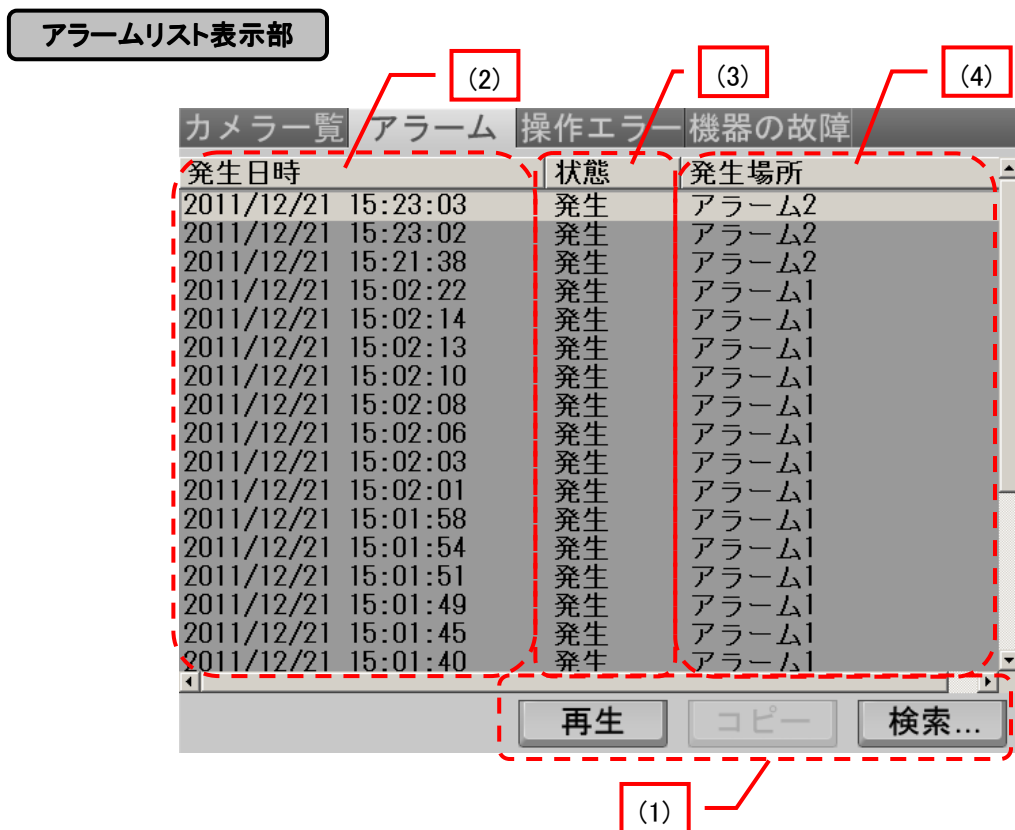 アラームリスト表示部
(2) (3) (4)
カメラ一覧 アラーム 操作エラー 機器の故障
発生日時 状態 発生場所
2011/12/21 15:23:03 発生 アラーム2
2011/12/21 15:23:02 発生 アラーム2
2011/12/21 15:21:38 発生 アラーム2
2011/12/21 15:02:22 発生 アラーム1
2011/12/21 15:02:14 発生 アラーム1
2011/12/21 15:02:13 発生 アラーム1
2011/12/21 15:02:10 発生 アラーム1
2011/12/21 15:02:08 発生 アラーム1
2011/12/21 15:02:06 発生 アラーム1
2011/12/21 15:02:03 発生 アラーム1
2011/12/21 15:02:01 発生 アラーム1
2011/12/21 15:01:58 発生 アラーム1
2011/12/21 15:01:54 発生 アラーム1
2011/12/21 15:01:51 発生 アラーム1
2011/12/21 15:01:49 発生 アラーム1
2011/12/21 15:01:45 発生 アラーム1
2011/12/21 15:01:40 発生 アラーム1
再生 コピー 検索...
(1)